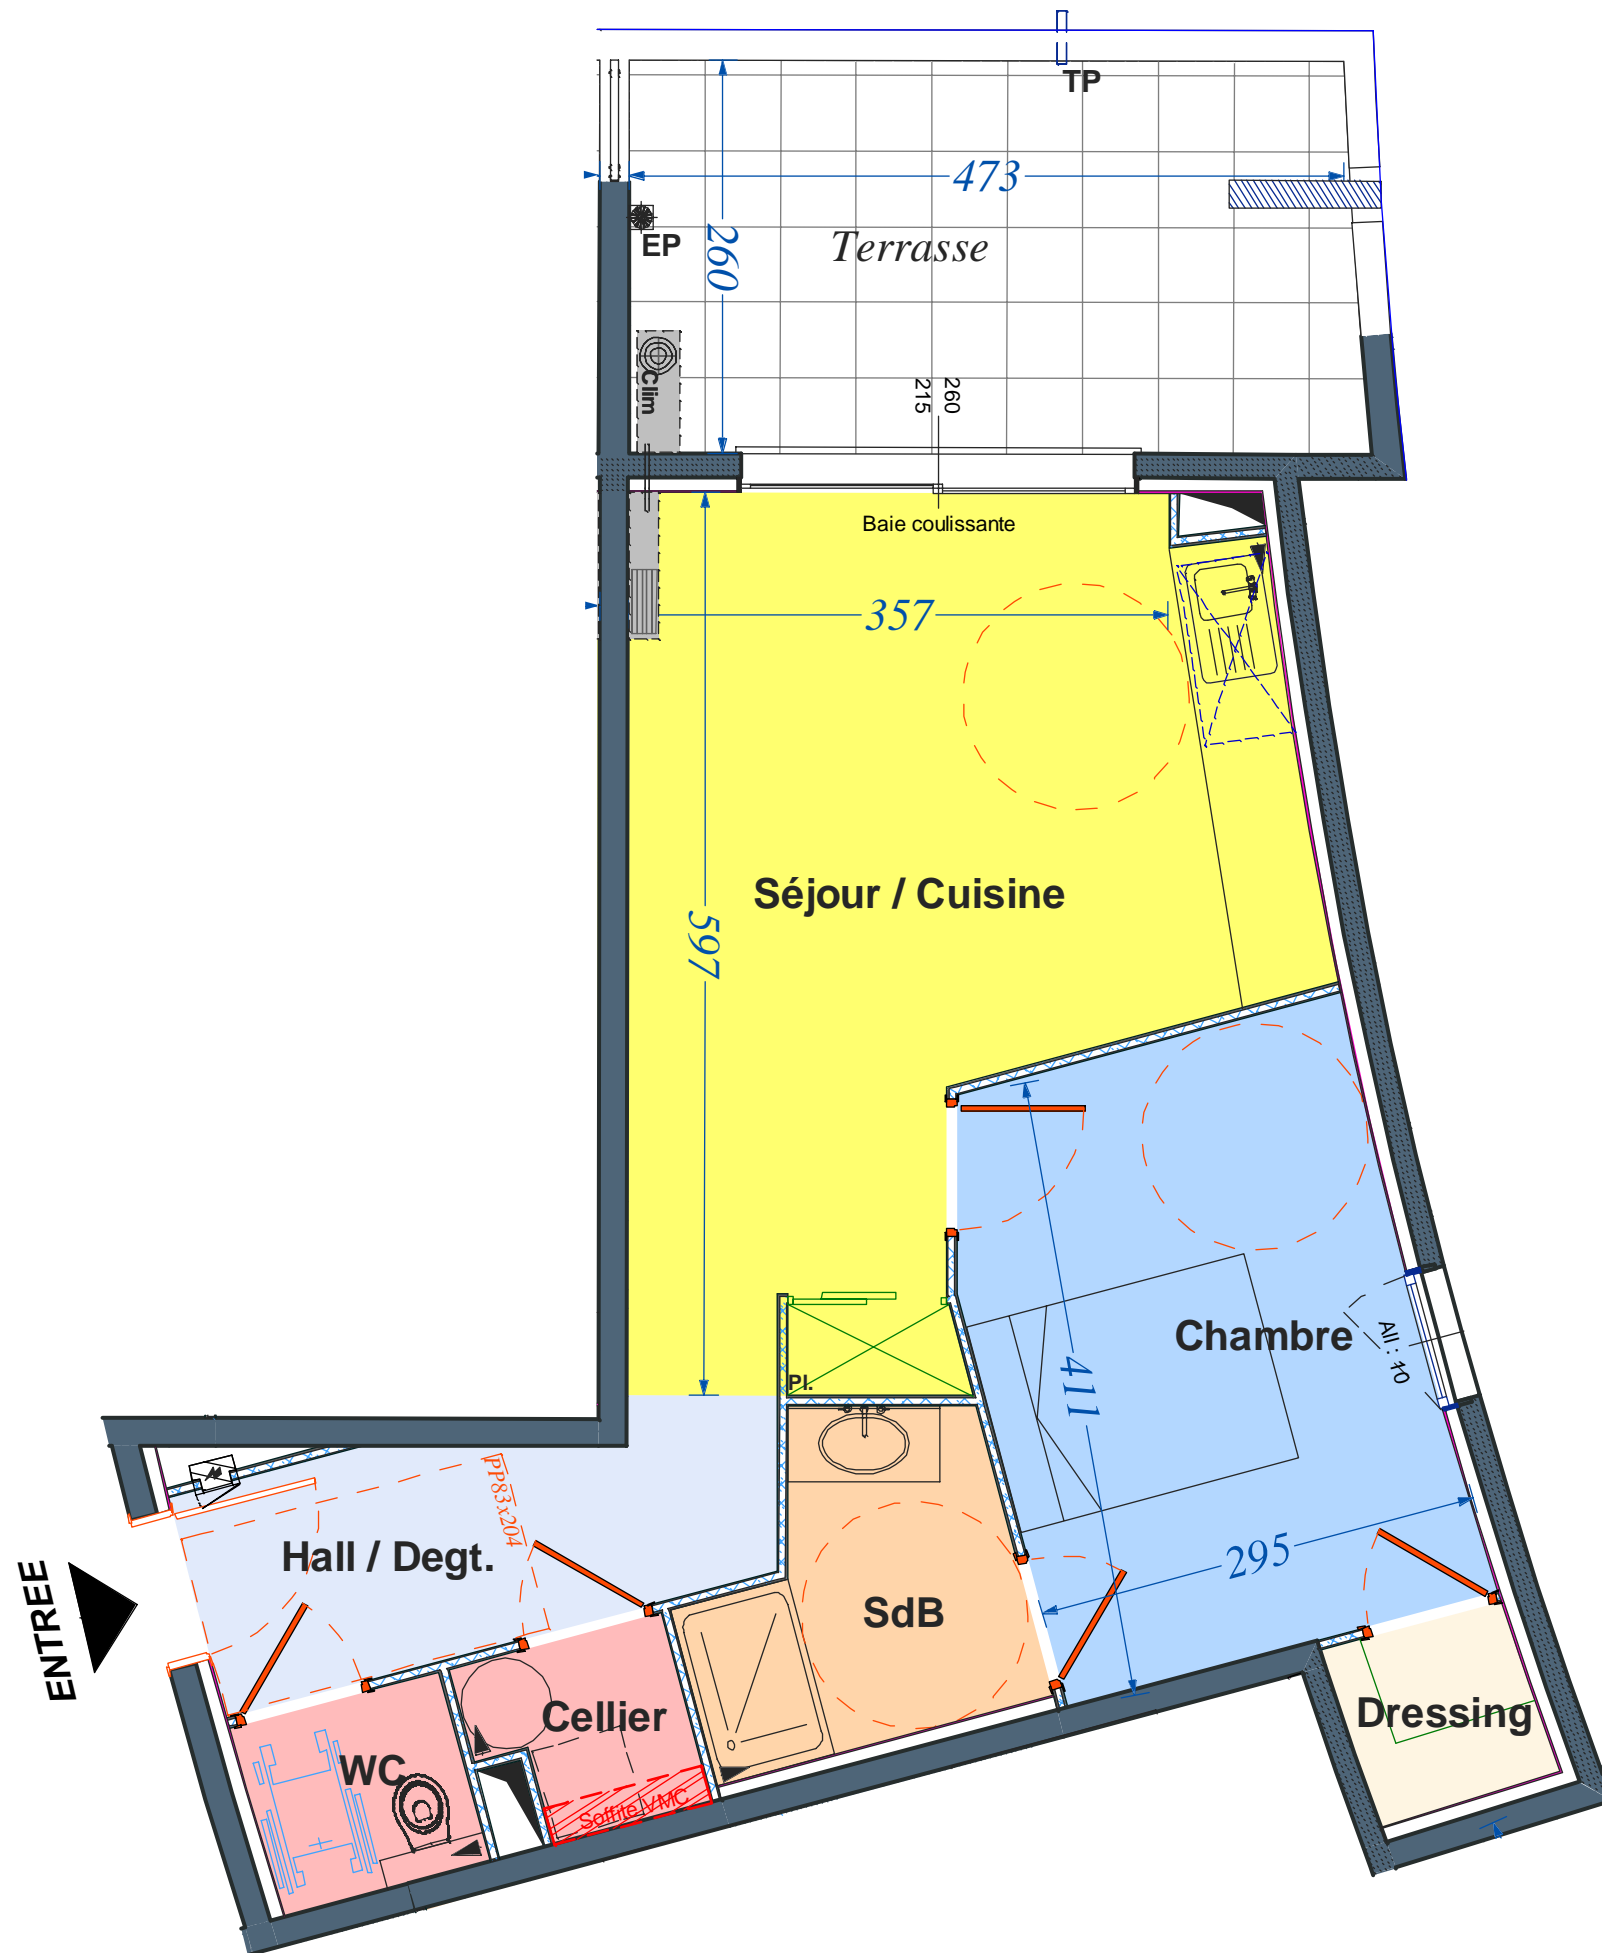 TP
473
EP
260
Terrasse
Clim
260
215
Baie coulissante
357
Séjour / Cuisine
597
Chambre
All : 10
411
Pl.
PP83x204
Hall / Degt.
ENTREE
295
SdB
Cellier
Dressing
WC
Soffite VMC